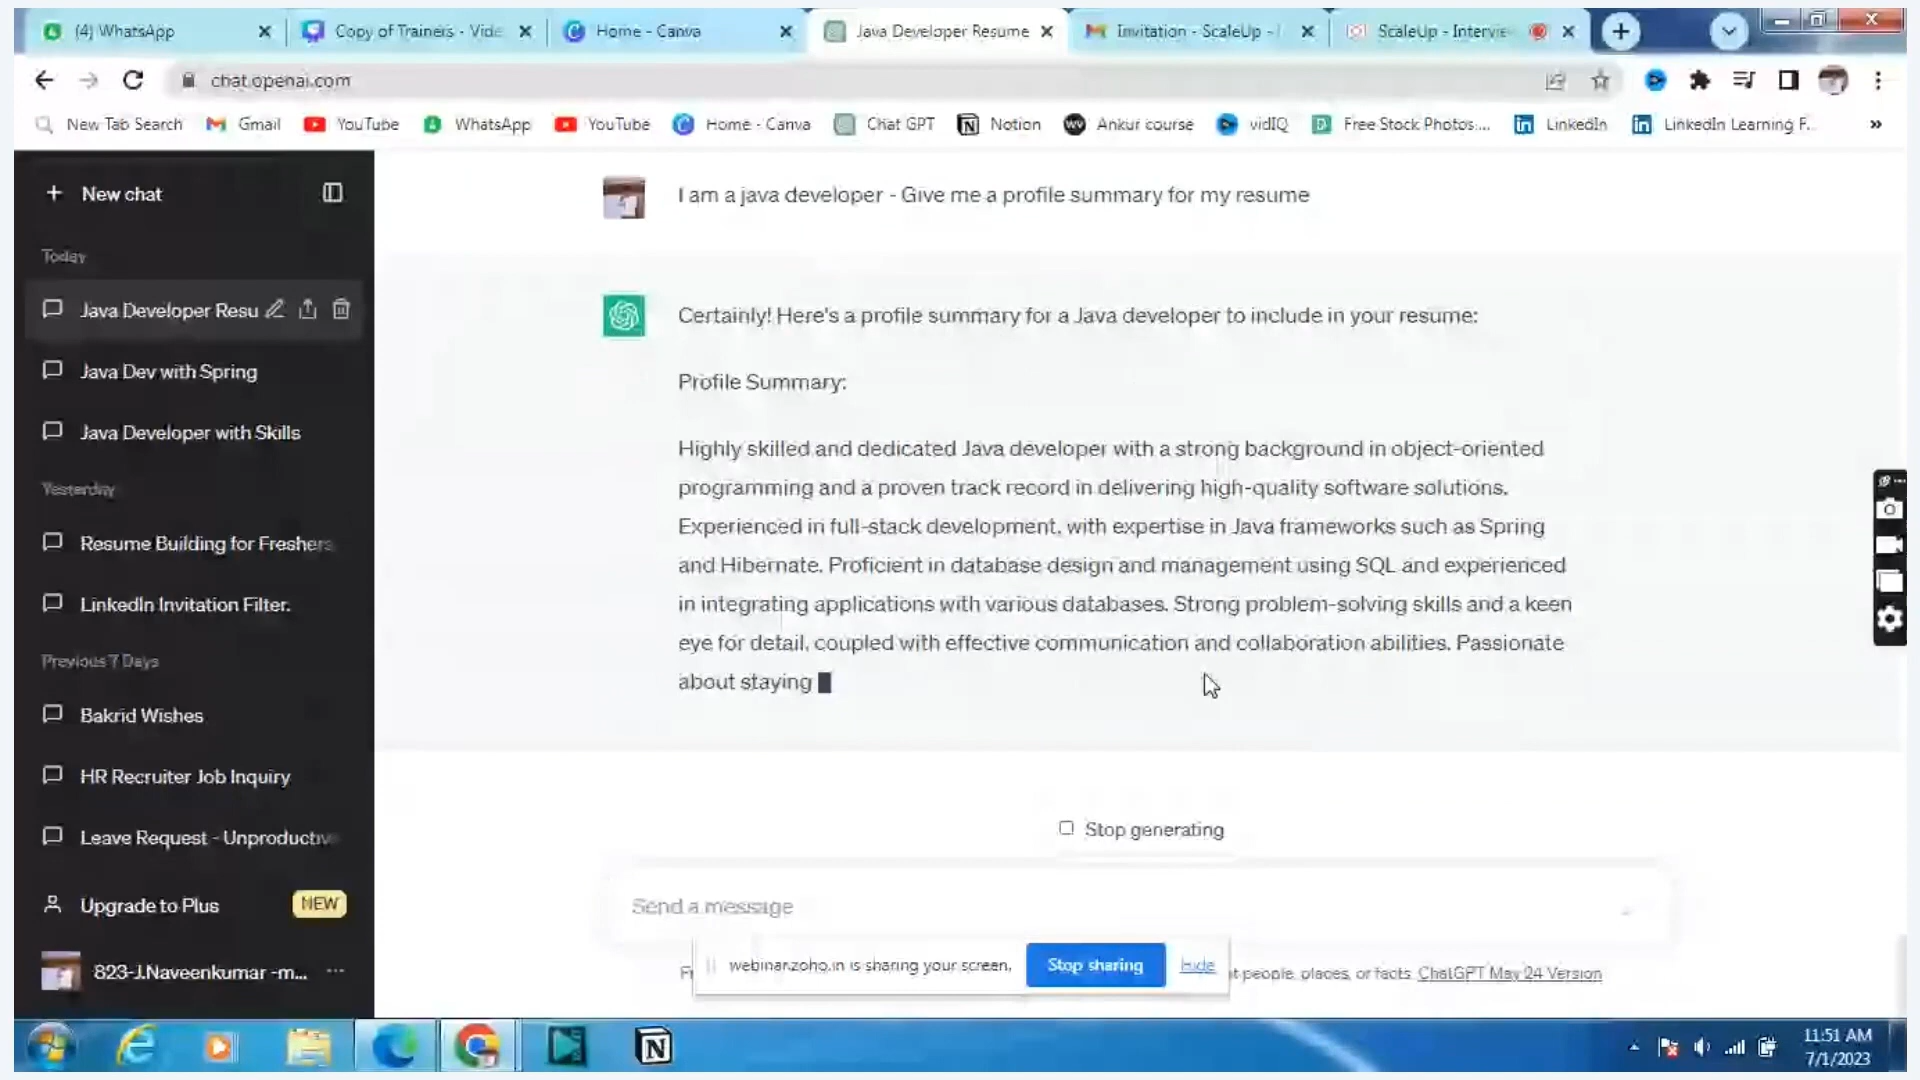 (4) WhatsApp
Copy of Trainers - Vide
Home - Canva
Java Developer Resume
Invitation - ScaleUp -
ScaleUp - Intervie
chat.openai.com
New Tab Search
Gmail
YouTube
WhatsApp
YouTube
Home - Canva
Chat GPT
Notion
Ankur course
vidIQ
Free Stock Photos:...
LinkedIn
LinkedIn Learning F...
»
New chat
Today
Java Developer Resu
Java Dev with Spring
Java Developer with Skills
Yesterday
Resume Building for Freshers
LinkedIn Invitation Filter.
Previous 7 Days
Bakrid Wishes
HR Recruiter Job Inquiry
Leave Request - Unproductiv
Upgrade to Plus
NEW
823-J.Naveenkumar -m...
I am a java developer - Give me a profile summary for my resume
Certainly! Here's a profile summary for a Java developer to include in your resume:
Profile Summary:
Highly skilled and dedicated Java developer with a strong background in object-oriented
programming and a proven track record in delivering high-quality software solutions.
Experienced in full-stack development, with expertise in Java frameworks such as Spring
and Hibernate. Proficient in database design and management using SQL and experienced
in integrating applications with various databases. Strong problem-solving skills and a keen
eye for detail, coupled with effective communication and collaboration abilities. Passionate
about staying
Stop generating
Send a message
webinar.zoho.in is sharing your screen.
Stop sharing
Hide
people, places, or facts. ChatGPT May 24 Version
11:51 AM
7/1/2023